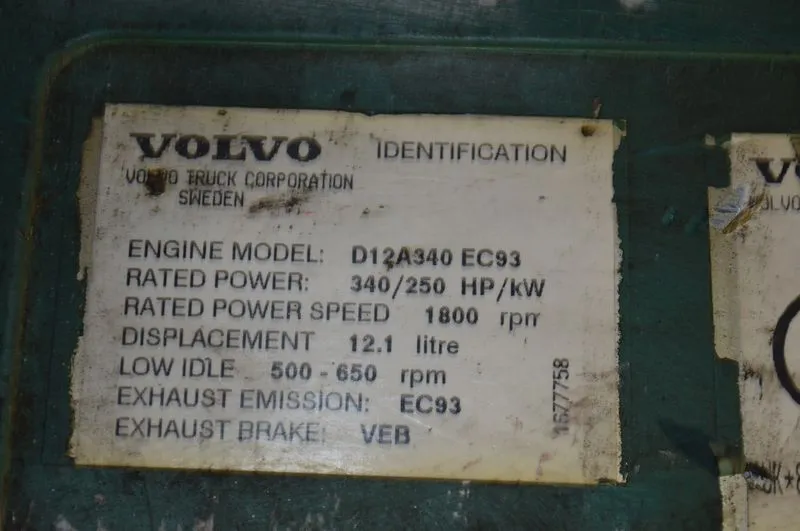 VOLVO IDENTIFICATION
VOLVO TRUCK CORPORATION
SWEDEN
ENGINE MODEL: D12A340 EC93
RATED POWER: 340/250 HP/kW
RATED POWER SPEED 1800 rpm
DISPLACEMENT 12.1 litre
LOW IDLE 500 - 650 rpm
EXHAUST EMISSION: EC93
EXHAUST BRAKE: VEB
1677758